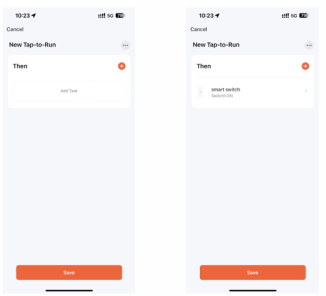 10:23
5G
Cancel
New Tap-to-Run
Then
Add Task
Save
10:23
5G
Cancel
New Tap-to-Run
Then
smart switch
Switch1:ON
Save